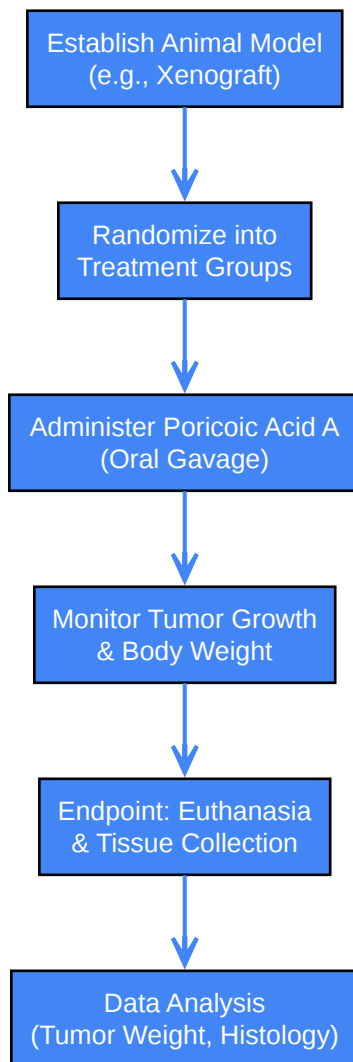 Establish Animal Model
(e.g., Xenograft)
Randomize into
Treatment Groups
Administer Poricoic Acid A
(Oral Gavage)
Monitor Tumor Growth
& Body Weight
Endpoint: Euthanasia
& Tissue Collection
Data Analysis
(Tumor Weight, Histology)